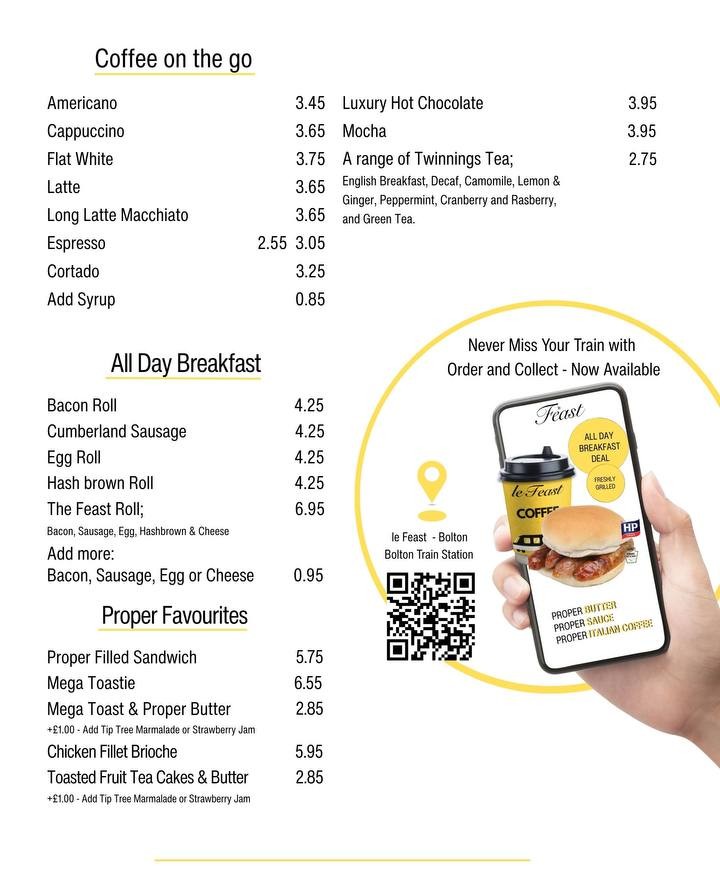 Coffee on the go
Americano 3.45
Cappuccino 3.65
Flat White 3.75
Latte 3.65
Long Latte Macchiato 3.65
Espresso 2.55 3.05
Cortado 3.25
Add Syrup 0.85
Luxury Hot Chocolate 3.95
Mocha 3.95
A range of Twinnings Tea; 2.75
English Breakfast, Decaf, Camomile, Lemon &
Ginger, Peppermint, Cranberry and Rasberry,
and Green Tea.
All Day Breakfast
Bacon Roll 4.25
Cumberland Sausage 4.25
Egg Roll 4.25
Hash brown Roll 4.25
The Feast Roll; 6.95
Bacon, Sausage, Egg, Hashbrown & Cheese
Add more:
Bacon, Sausage, Egg or Cheese 0.95
Proper Favourites
Proper Filled Sandwich 5.75
Mega Toastie 6.55
Mega Toast & Proper Butter 2.85
+£1.00 - Add Tip Tree Marmalade or Strawberry Jam
Chicken Fillet Brioche 5.95
Toasted Fruit Tea Cakes & Butter 2.85
+£1.00 - Add Tip Tree Marmalade or Strawberry Jam
Never Miss Your Train with
Order and Collect - Now Available
Feast
ALL DAY
BREAKFAST
DEAL
FRESHLY
GRILLED
le Feast
COFFEE
HP
le Feast - Bolton
Bolton Train Station
PROPER BUTTER
PROPER SAUCE
PROPER ITALIAN COFFEE